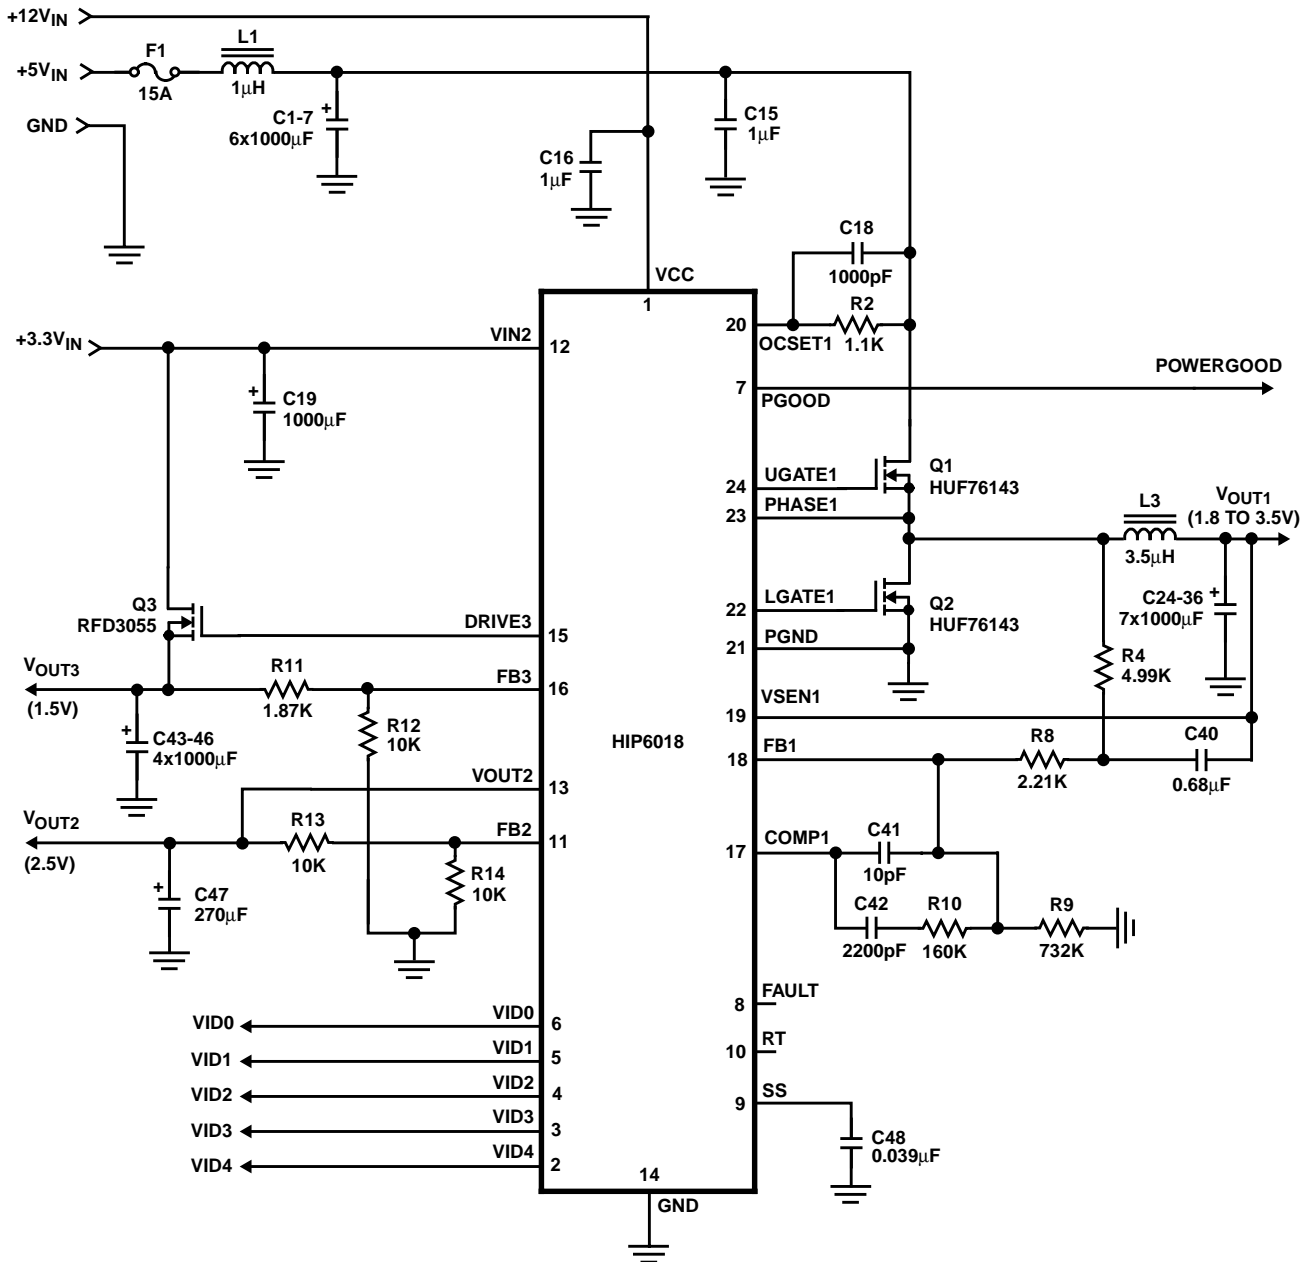 +12VIN
+5VIN
F1
15A
L1
1μH
GND
C1-7
6x1000μF
+
C16
1μF
C15
1μF
C18
1000pF
VCC
1
R2
1.1K
20
OCSET1
+3.3VIN
VIN2
12
C19
1000μF
+
7
PGOOD
POWERGOOD
UGATE1
24
Q1
HUF76143
PHASE1
23
L3
3.5μH
VOUT1
(1.8 TO 3.5V)
LGATE1
22
Q2
HUF76143
PGND
21
C24-36
7x1000μF
+
R4
4.99K
Q3
RFD3055
DRIVE3
15
VOUT3
(1.5V)
R11
1.87K
FB3
16
R12
10K
C43-46
4x1000μF
+
HIP6018
VSEN1
19
FB1
18
R8
2.21K
C40
0.68μF
VOUT2
13
VOUT2
(2.5V)
R13
10K
FB2
11
R14
10K
C47
270μF
+
COMP1
17
C41
10pF
C42
2200pF
R10
160K
R9
732K
8
FAULT
10
RT
9
SS
C48
0.039μF
VID0
VID0
6
VID1
VID1
5
VID2
VID2
4
VID3
VID3
3
VID4
VID4
2
14
GND